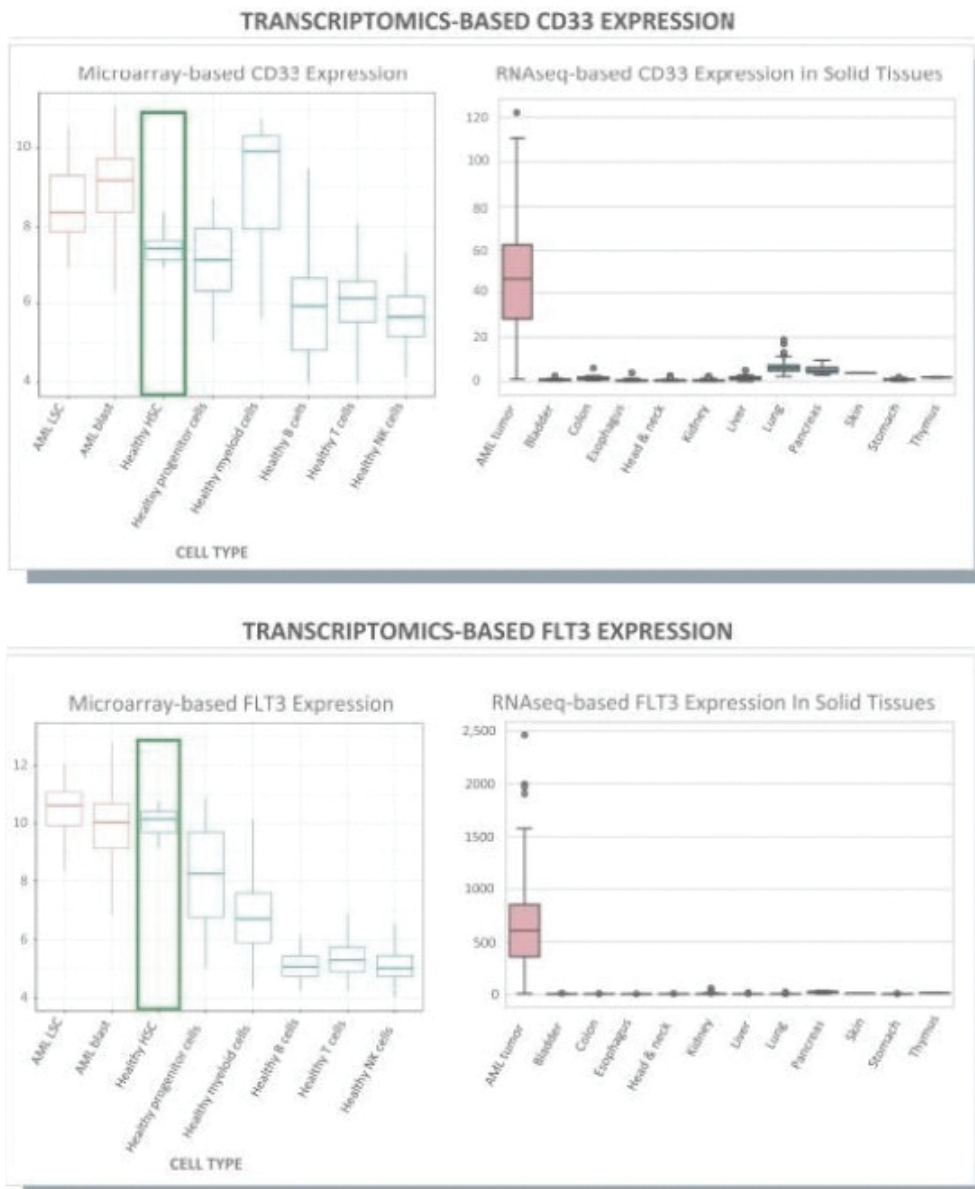 TRANSCRIPTOMICS-BASED CD33 EXPRESSION
Microarray-based CD33 Expression
10
8
6
4
AML LSC
AML blast
Healthy HSC
Healthy progenitor cells
Healthy myeloid cells
Healthy B cells
Healthy T cells
Healthy NK cells
CELL TYPE
RNAseq-based CD33 Expression in Solid Tissues
120
100
80
60
40
20
0
AML tumor
Bladder
Colon
Esophagus
Head & neck
Kidney
Liver
Lung
Pancreas
Skin
Stomach
Thymus
TRANSCRIPTOMICS-BASED FLT3 EXPRESSION
Microarray-based FLT3 Expression
12
10
8
6
4
AML LSC
AML blast
Healthy HSC
Healthy progenitor cells
Healthy myeloid cells
Healthy B cells
Healthy T cells
Healthy NK cells
CELL TYPE
RNAseq-based FLT3 Expression In Solid Tissues
2,500
2000
1500
1000
500
0
AML tumor
Bladder
Colon
Esophagus
Head & neck
Kidney
Liver
Lung
Pancreas
Skin
Stomach
Thymus